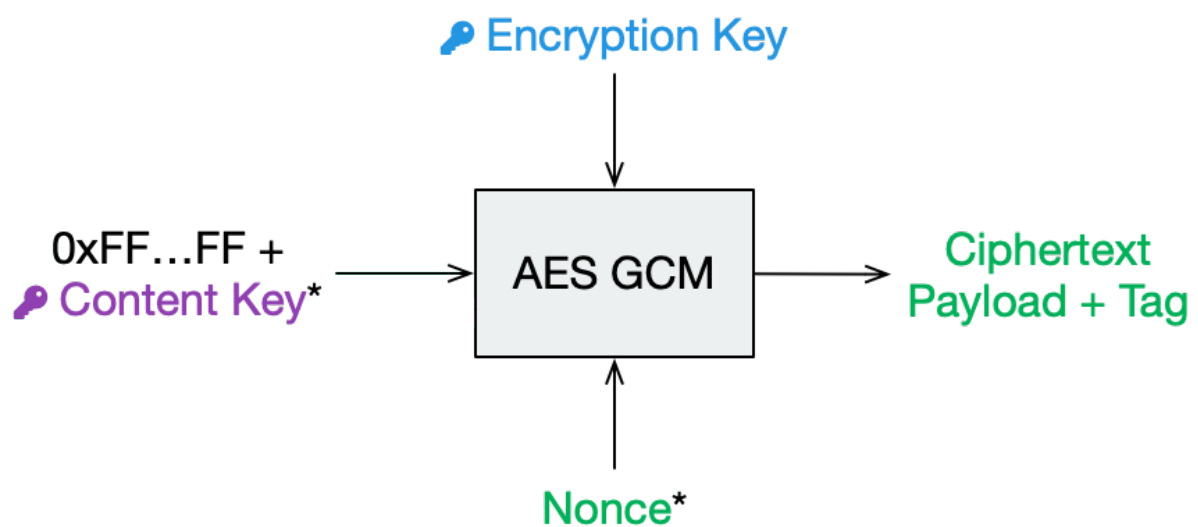 Encryption Key
0xFF...FF +
Content Key*
AES GCM
Ciphertext
Payload + Tag
Nonce*